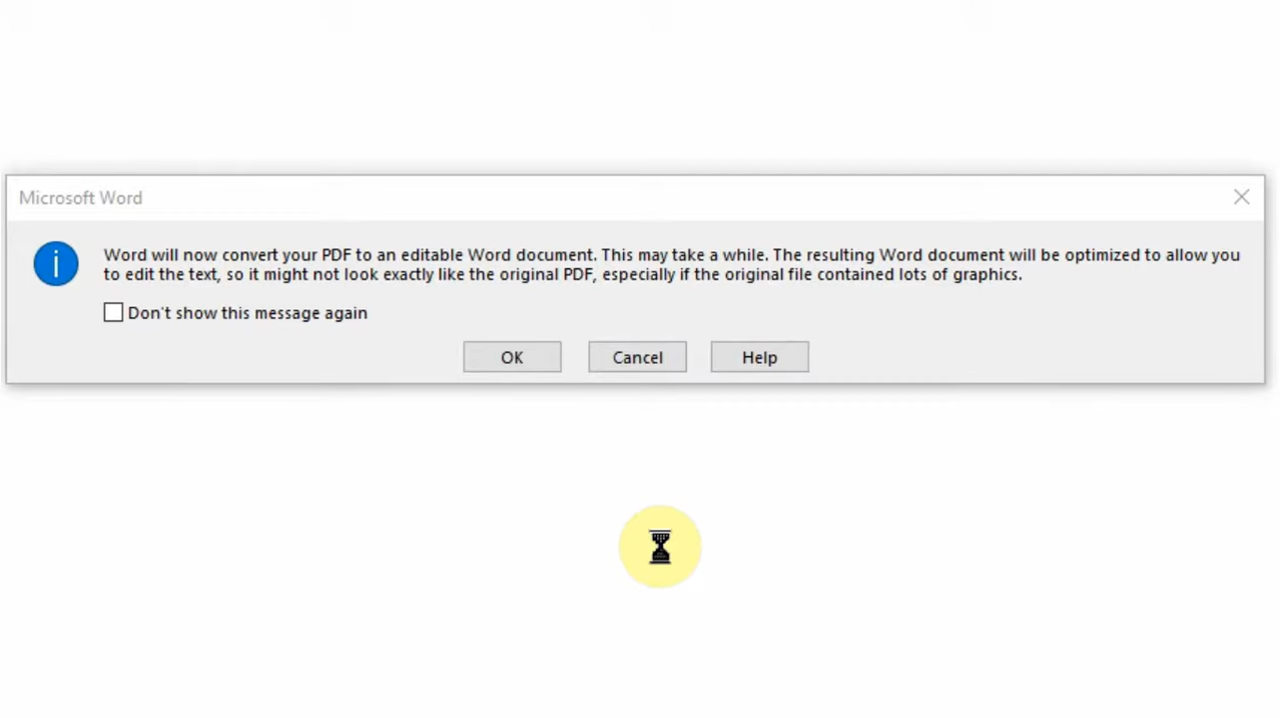 Microsoft Word
Word will now convert your PDF to an editable Word document. This may take a while. The resulting Word document will be optimized to allow you
to edit the text, so it might not look exactly like the original PDF, especially if the original file contained lots of graphics.
Don't show this message again
OK Cancel Help